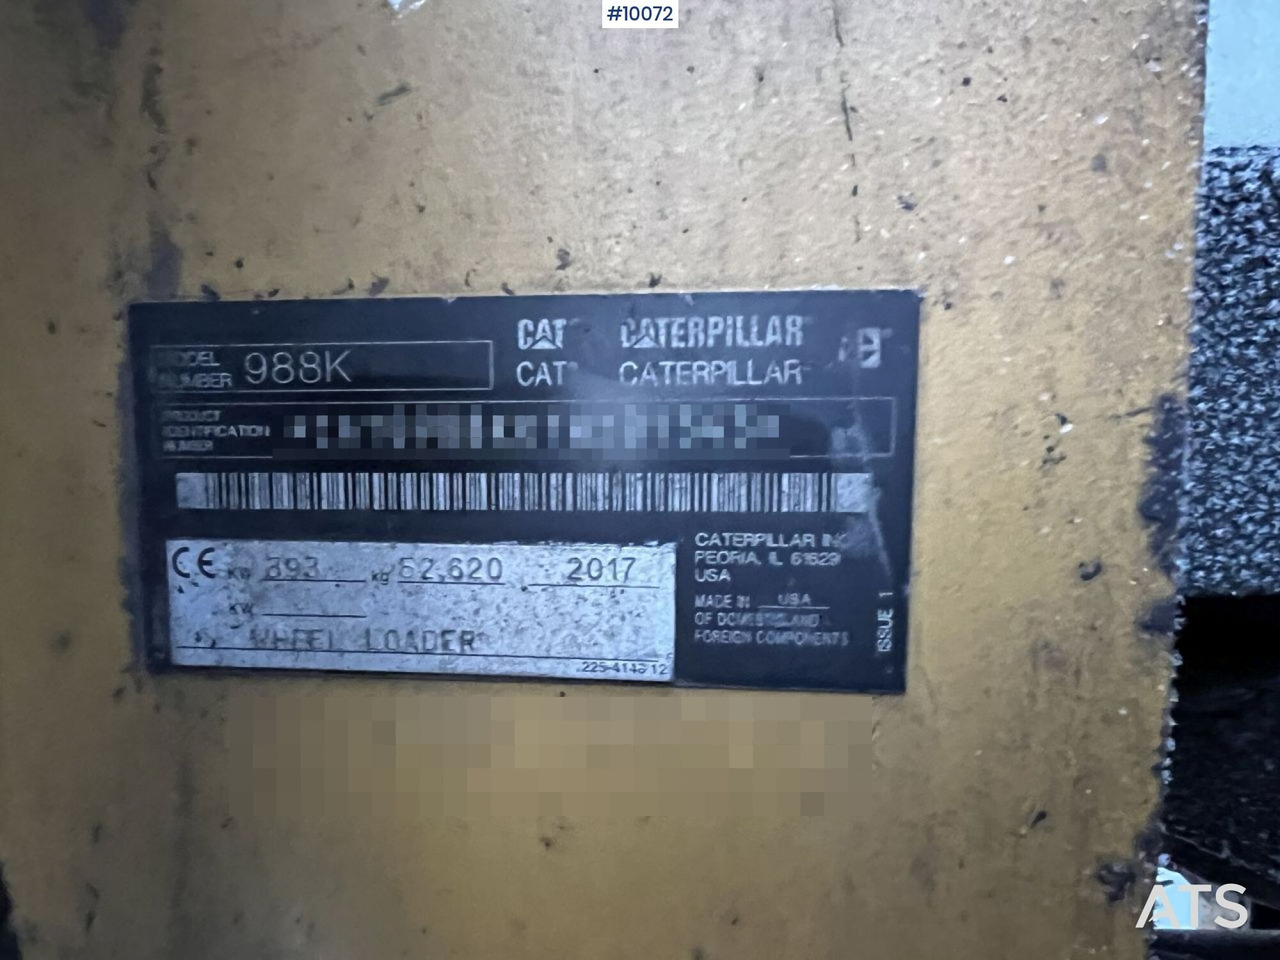 #10072
CAT CATERPILLAR
MODEL NUMBER 988K
CAT CATERPILLAR
PRODUCT
IDENTIFICATION
NUMBER
CATERPILLAR INC
PEORIA, IL 61629
USA
CE kW 393 kg 52,620 2017
kW
MADE IN USA
OF DOMESTIC AND
FOREIGN COMPONENTS
WHEEL LOADER
225-4143 12
ISSUE 1
ATS